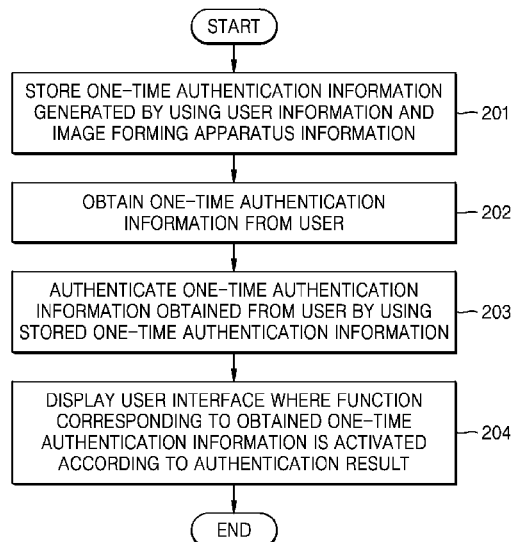 START
STORE ONE-TIME AUTHENTICATION INFORMATION
GENERATED BY USING USER INFORMATION AND
IMAGE FORMING APPARATUS INFORMATION
201
OBTAIN ONE-TIME AUTHENTICATION
INFORMATION FROM USER
202
AUTHENTICATE ONE-TIME AUTHENTICATION
INFORMATION OBTAINED FROM USER BY USING
STORED ONE-TIME AUTHENTICATION INFORMATION
203
DISPLAY USER INTERFACE WHERE FUNCTION
CORRESPONDING TO OBTAINED ONE-TIME
AUTHENTICATION INFORMATION IS ACTIVATED
ACCORDING TO AUTHENTICATION RESULT
204
END